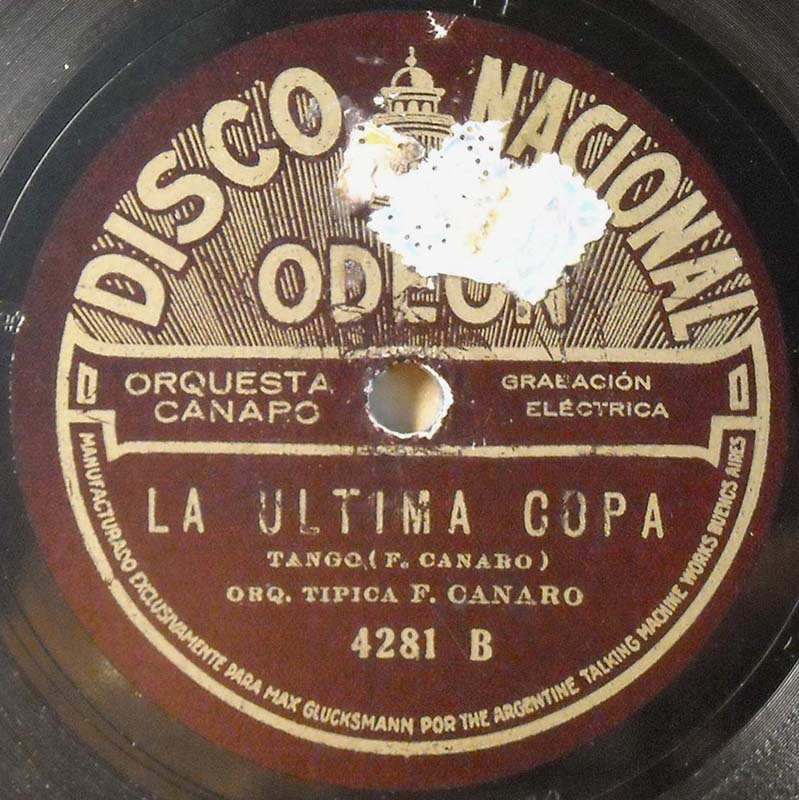 DISCO NACIONAL
ODEON
ORQUESTA
CANARO
GRABACIÓN
ELÉCTRICA
LA ULTIMA COPA
TANGO (F. CANARO)
ORQ. TIPICA F. CANARO
4281 B
MANUFACTURADO EXCLUSIVAMENTE PARA MAX GLUCKSMANN POR THE ARGENTINE TALKING MACHINE WORKS BUENOS AIRES